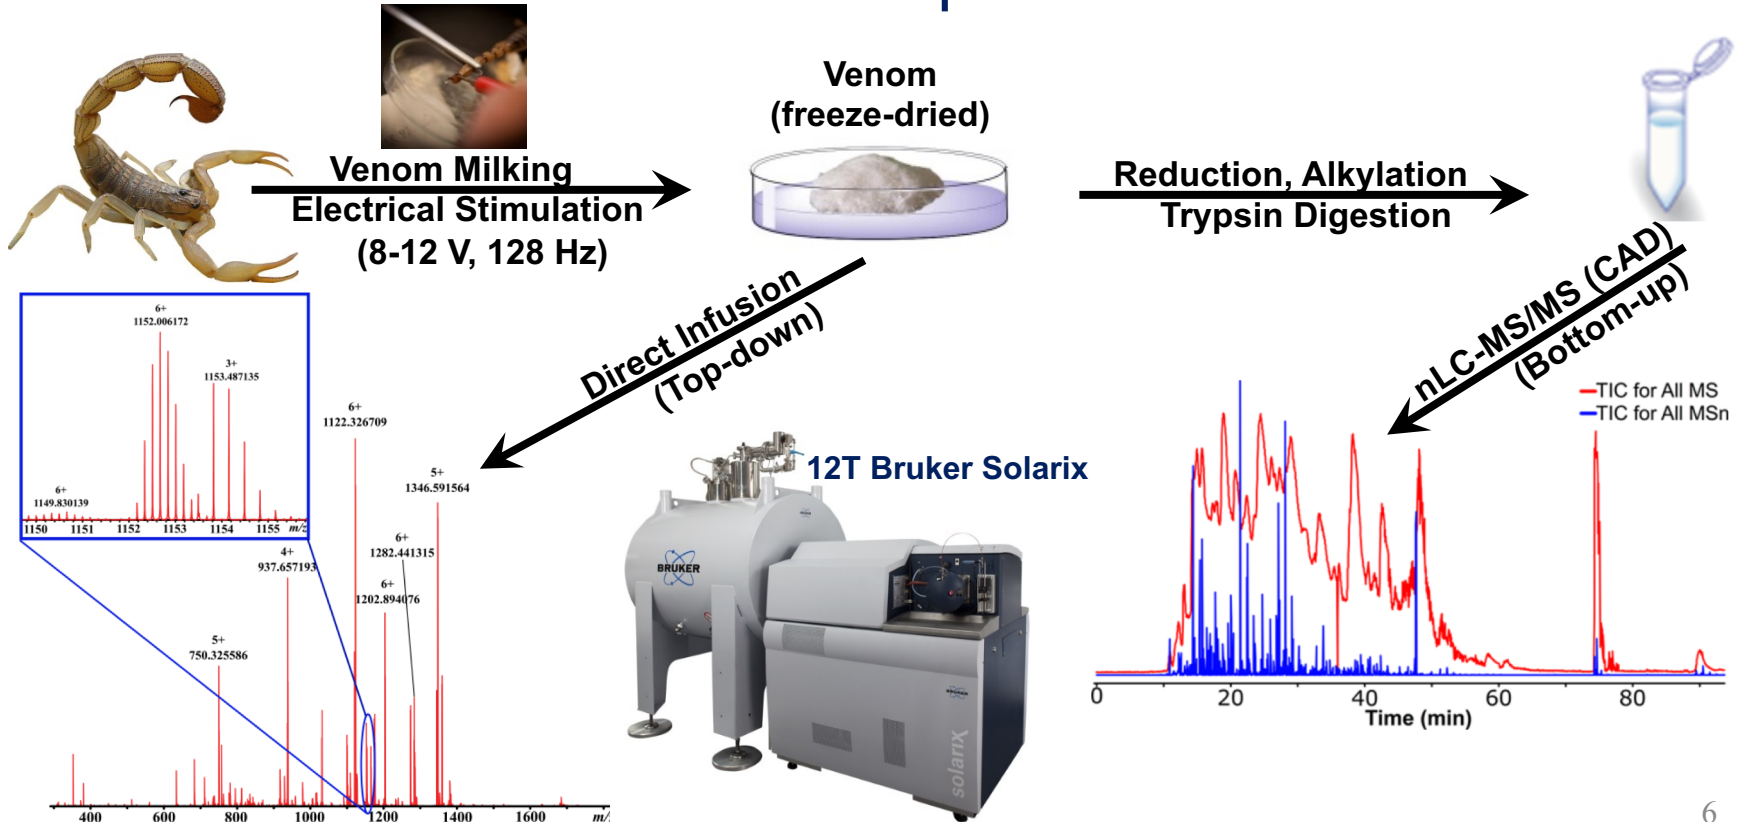 Venom
(freeze-dried)
Venom Milking
Electrical Stimulation
(8-12 V, 128 Hz)
Reduction, Alkylation
Trypsin Digestion
Direct Infusion
(Top-down)
nLC-MS/MS (CAD)
(Bottom-up)
6+
1152.006172
3+
1153.487135
6+
1149.830139
1150 1151 1152 1153 1154 1155 m/z
6+
1122.326709
5+
1346.591564
6+
1282.441315
4+
937.657193
6+
1202.894076
5+
750.325586
400 600 800 1000 1200 1400 1600
12T Bruker Solarix
BRUKER
BRUKER
solarix
TIC for All MS
TIC for All MSn
0 20 40 60 80
Time (min)
6